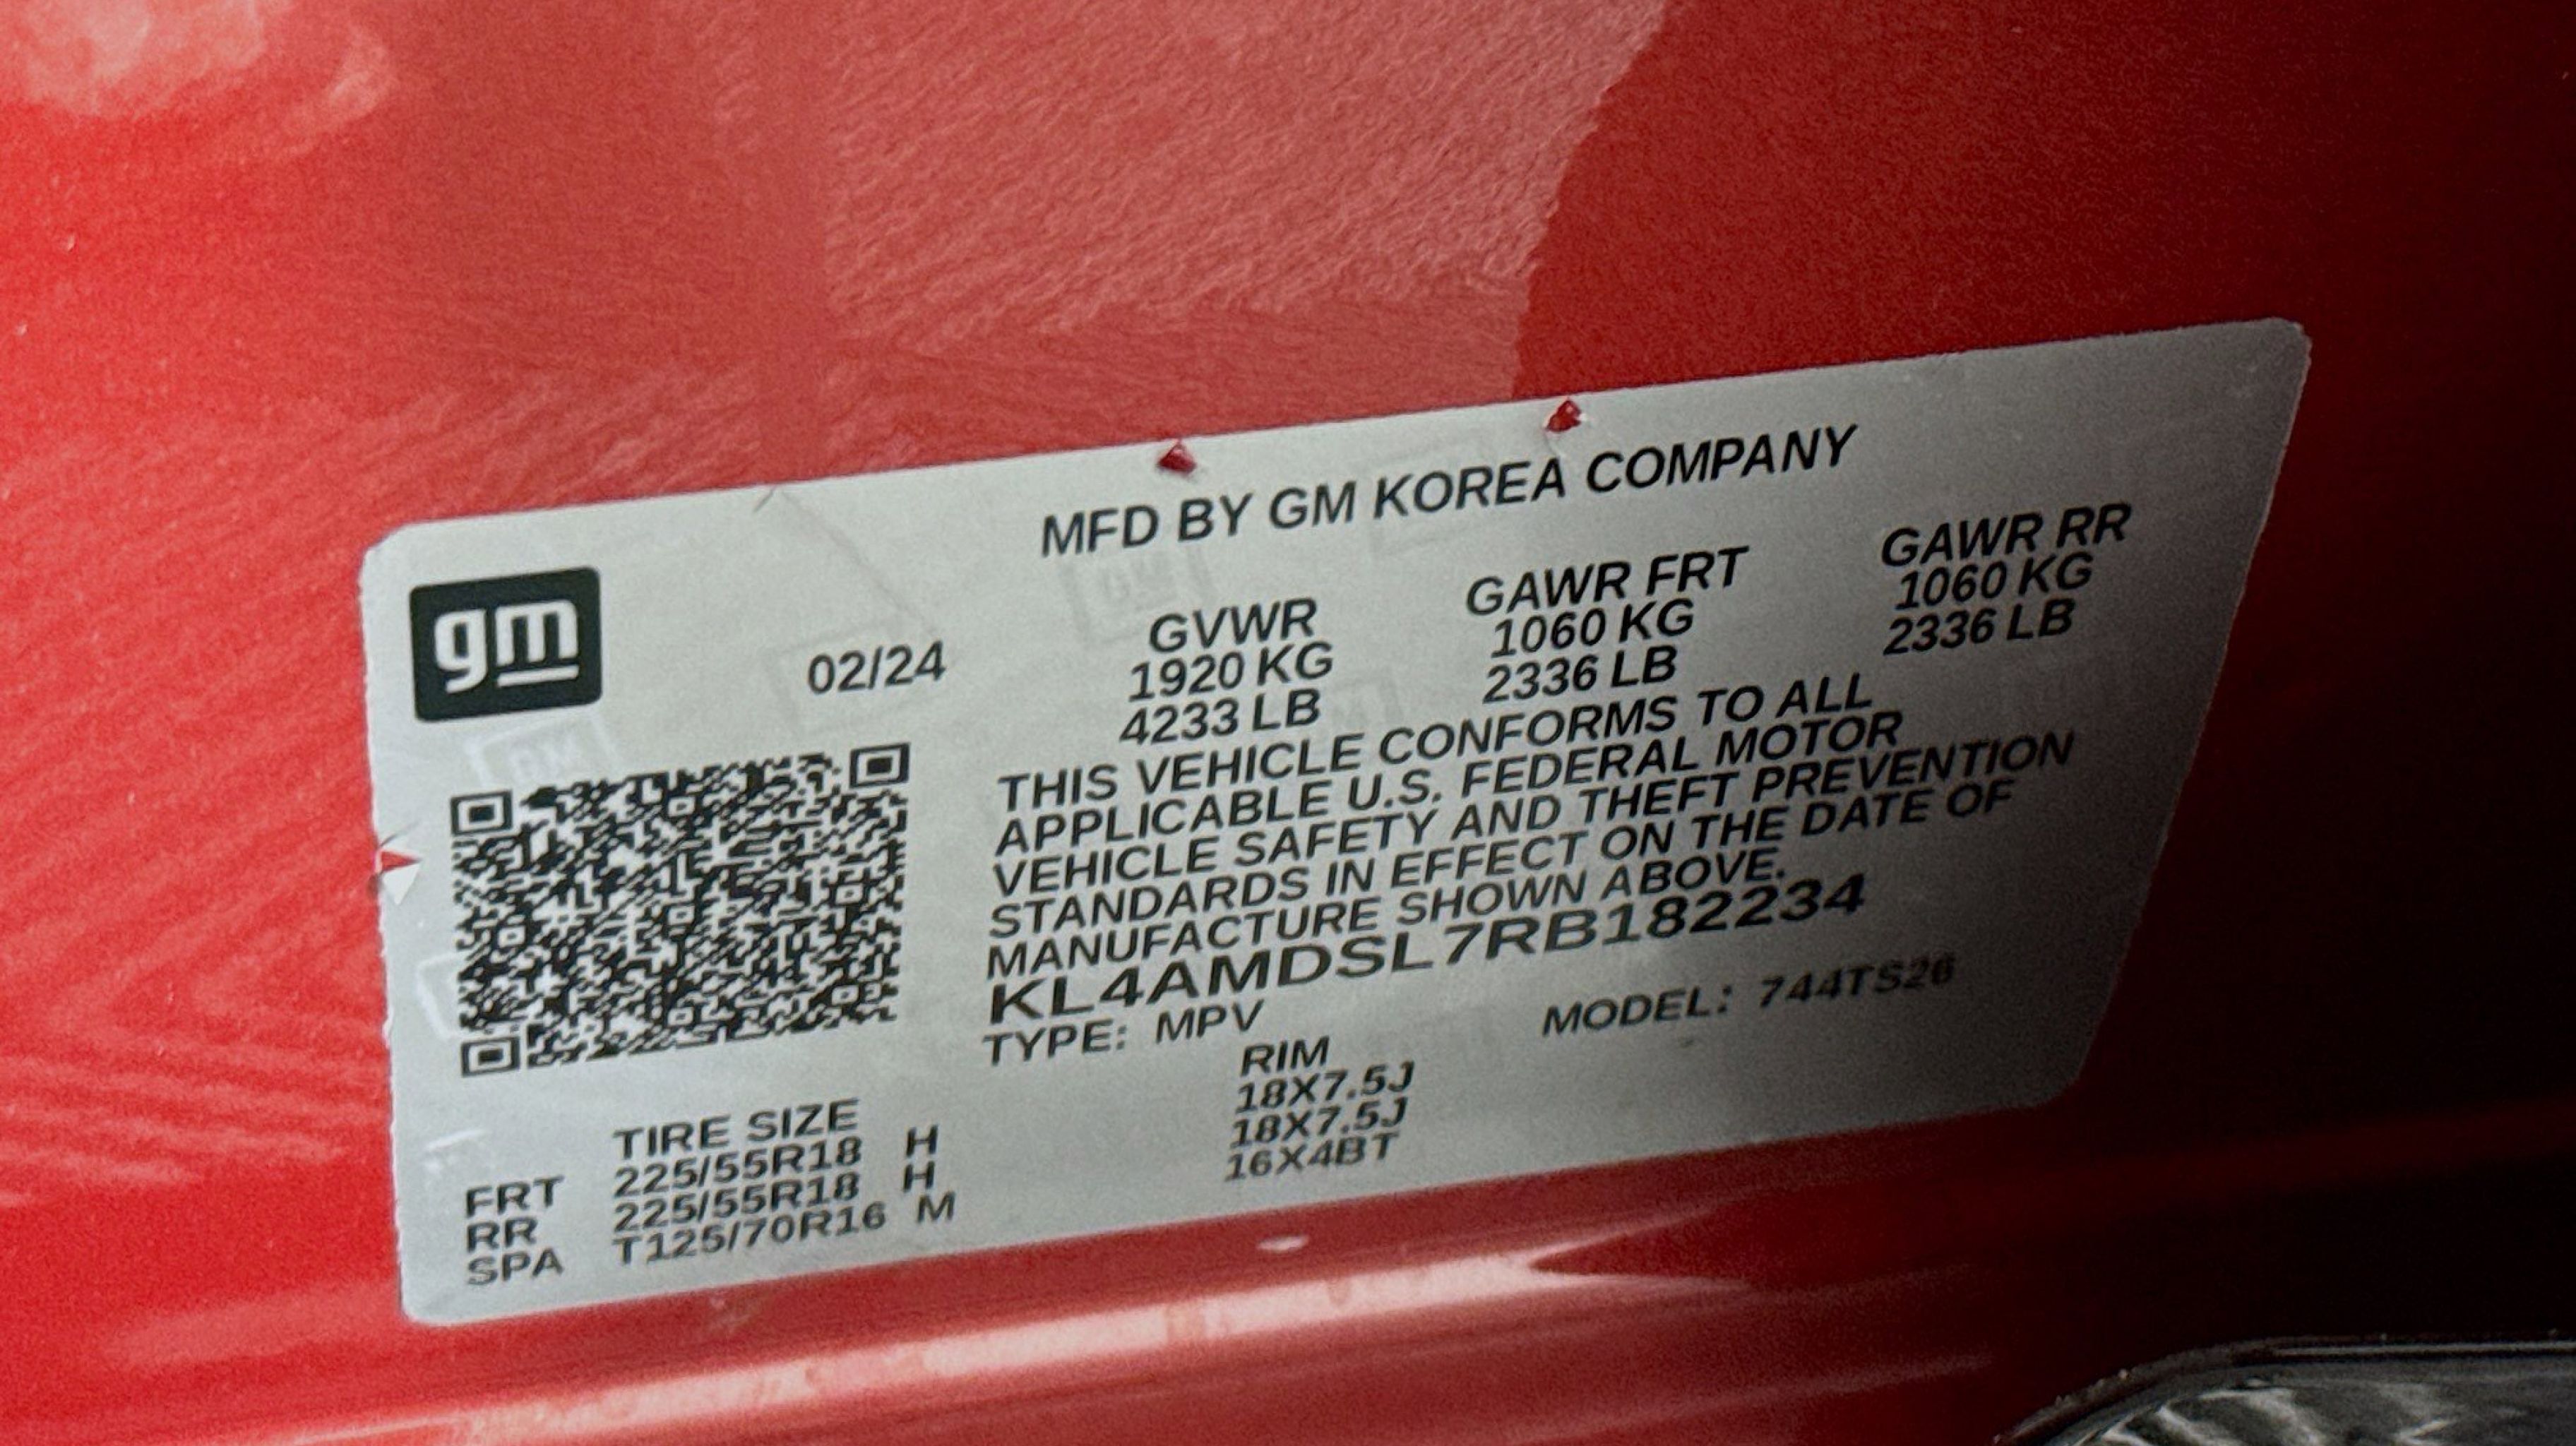 MFD BY GM KOREA COMPANY
gm
02/24
GVWR GAWR FRT GAWR RR
1920 KG 1060 KG 1060 KG
4233 LB 2336 LB 2336 LB
THIS VEHICLE CONFORMS TO ALL
APPLICABLE U.S. FEDERAL MOTOR
VEHICLE SAFETY AND THEFT PREVENTION
STANDARDS IN EFFECT ON THE DATE OF
MANUFACTURE SHOWN ABOVE.
KL4AMDSL7RB182234
TYPE: MPV MODEL: 744TS26
TIRE SIZE RIM
FRT 225/55R18 H 18X7.5J
RR 225/55R18 H 18X7.5J
SPA T125/70R16 M 16X4BT